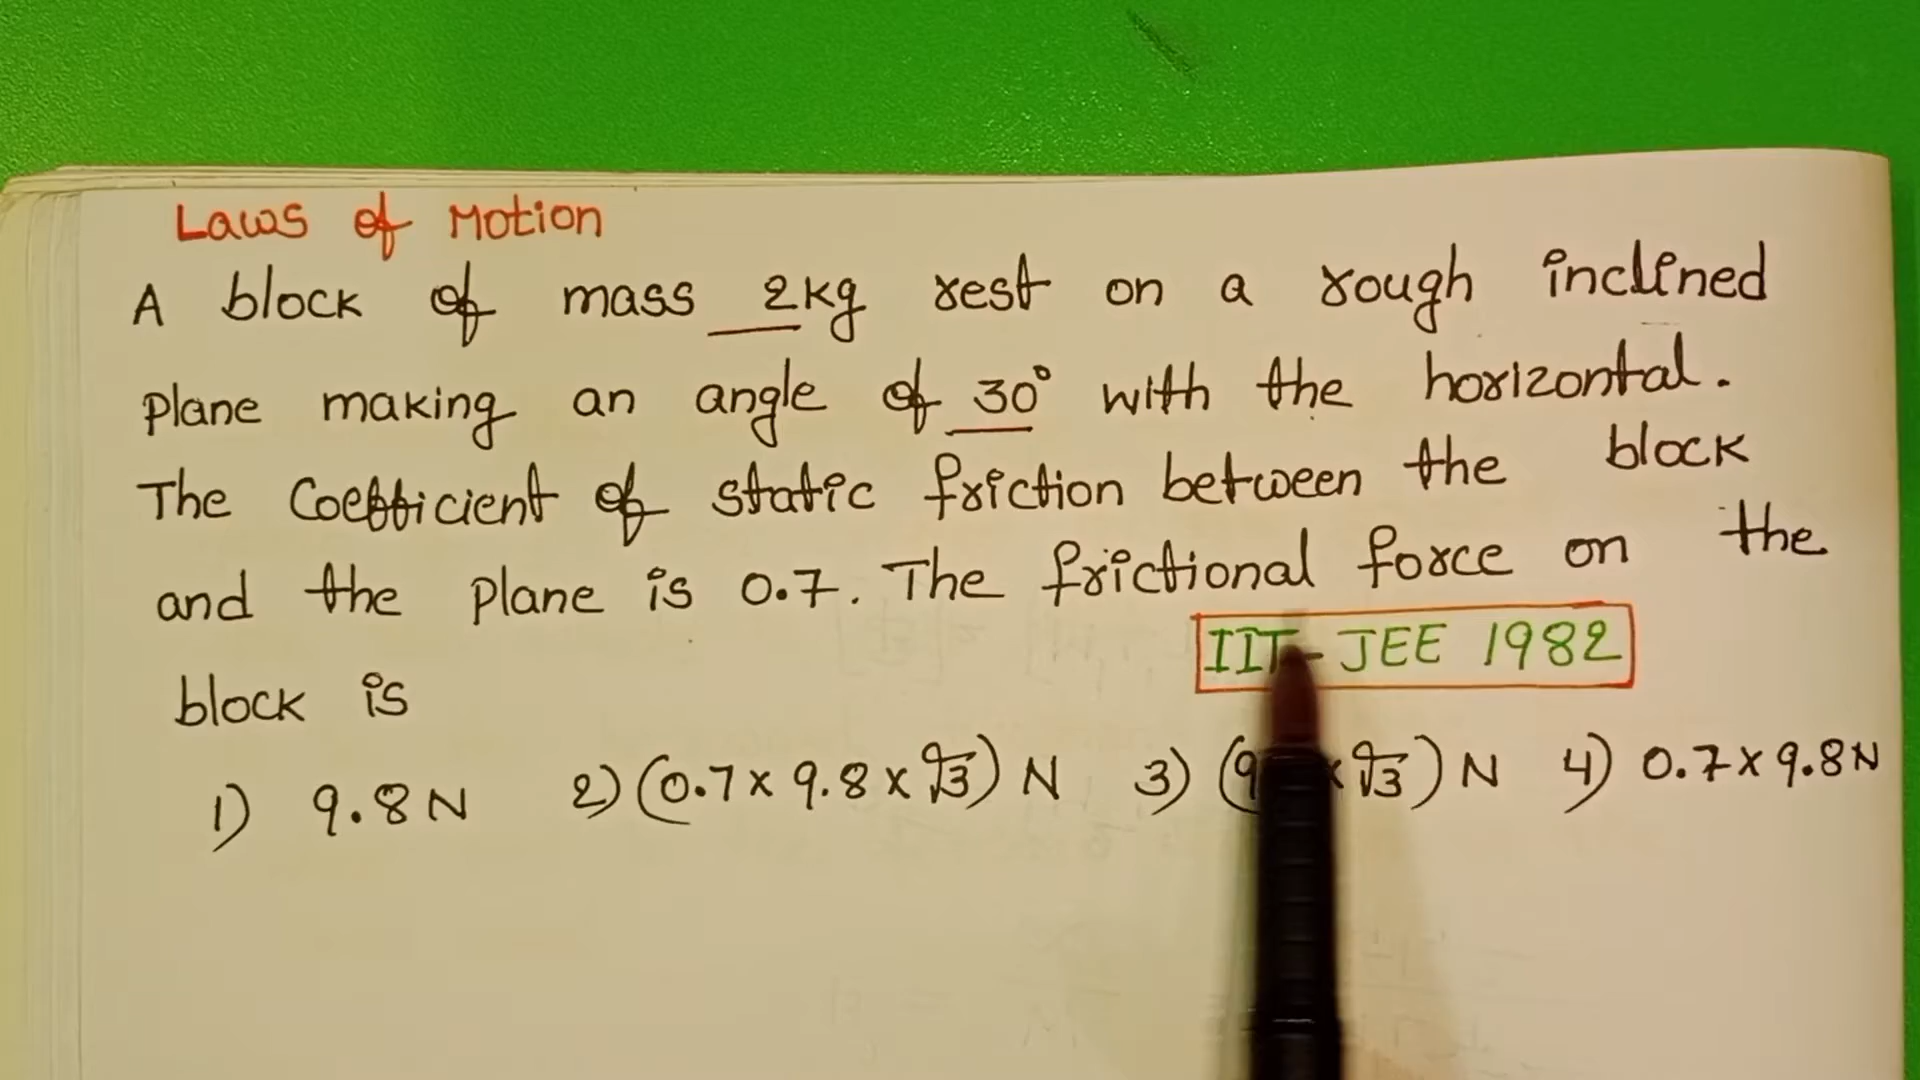 Laws of Motion
A block of mass 2kg rest on a rough inclined
plane making an angle of 30° with the horizontal.
The Coefficient of static friction between the block
and the plane is 0.7. The frictional force on the
block is
IIT-JEE 1982
1) 9.8N 2) (0.7 x 9.8 x √3) N 3) (9 x √3) N 4) 0.7 x 9.8N